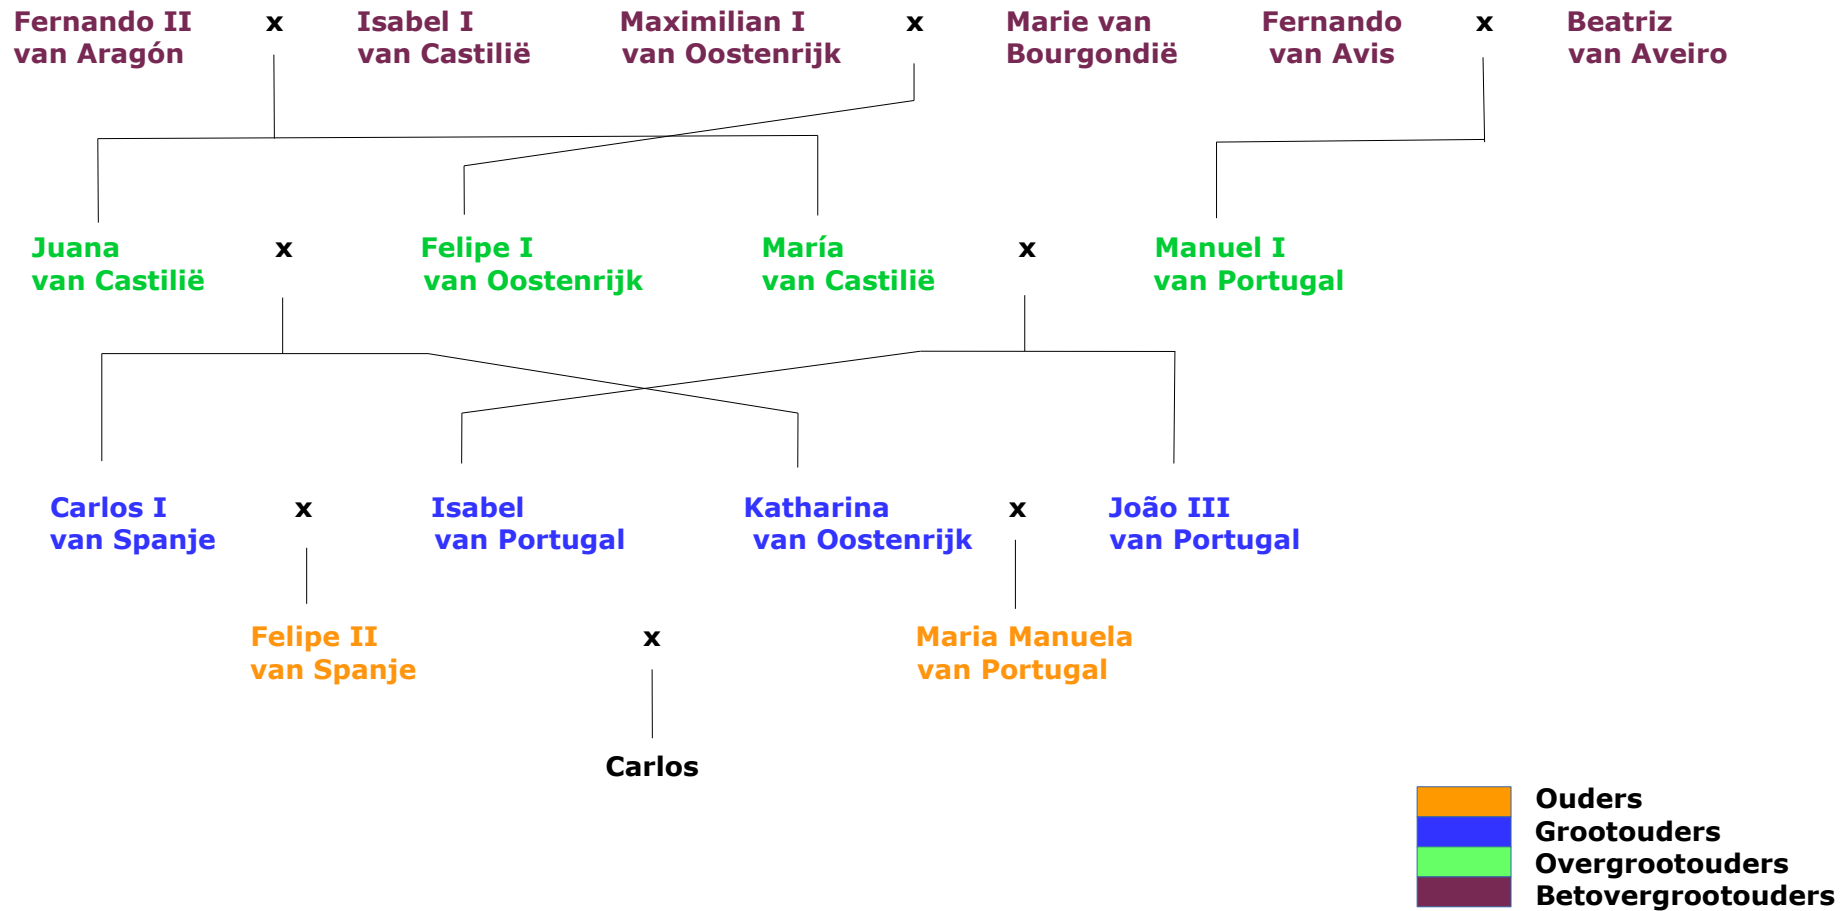 Fernando II x Isabel I Maximilian I x Marie van Fernando x Beatriz
van Aragón van Castilië van Oostenrijk Bourgondië van Avis van Aveiro
Juana x Felipe I María x Manuel I
van Castilië van Oostenrijk van Castilië van Portugal
Carlos I x Isabel Katharina x João III
van Spanje van Portugal van Oostenrijk van Portugal
Felipe II x Maria Manuela
van Spanje van Portugal
Carlos
Ouders
Grootouders
Overgrootouders
Betovergrootouders